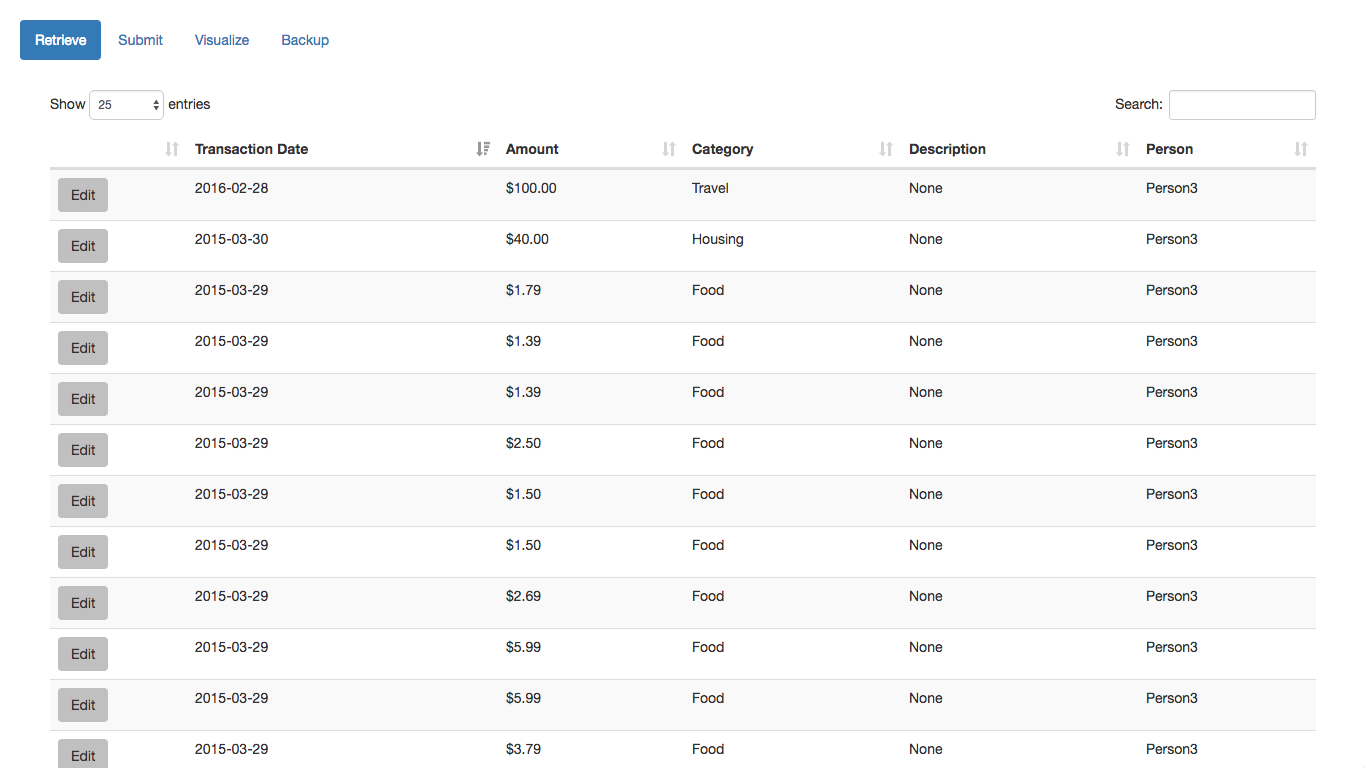 Retrieve Submit Visualize Backup
Show 25 entries Search:
Transaction Date Amount Category Description Person
Edit 2016-02-28 $100.00 Travel None Person3
Edit 2015-03-30 $40.00 Housing None Person3
Edit 2015-03-29 $1.79 Food None Person3
Edit 2015-03-29 $1.39 Food None Person3
Edit 2015-03-29 $1.39 Food None Person3
Edit 2015-03-29 $2.50 Food None Person3
Edit 2015-03-29 $1.50 Food None Person3
Edit 2015-03-29 $1.50 Food None Person3
Edit 2015-03-29 $2.69 Food None Person3
Edit 2015-03-29 $5.99 Food None Person3
Edit 2015-03-29 $5.99 Food None Person3
Edit 2015-03-29 $3.79 Food None Person3